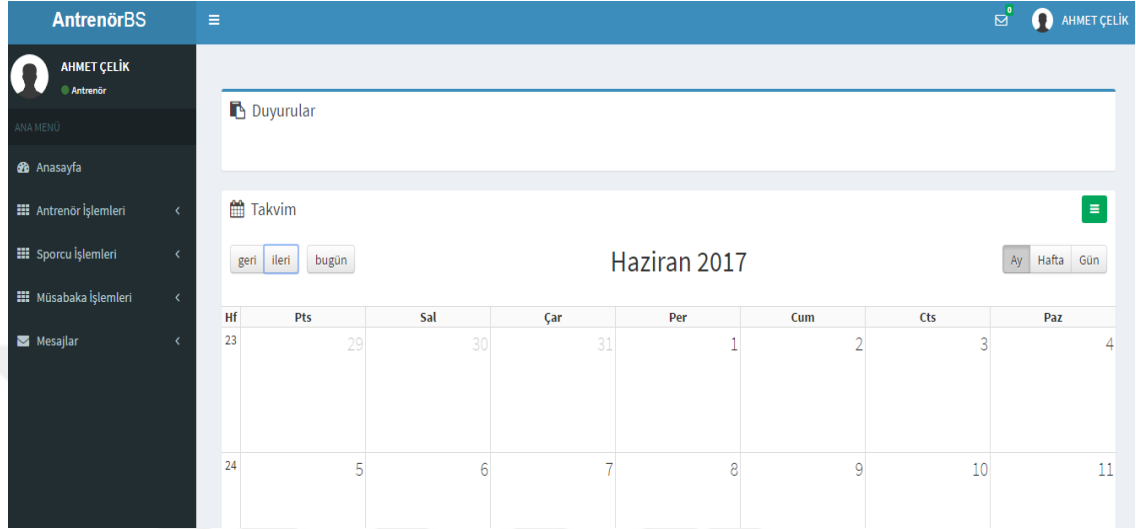 AntrenörBS
0
AHMET ÇELİK
AHMET ÇELİK
Antrenör
ANA MENÜ
Anasayfa
Antrenör İşlemleri
Sporcu İşlemleri
Müsabaka İşlemleri
Mesajlar
Duyurular
Takvim
geri ileri bugün
Haziran 2017
Ay Hafta Gün
Hf Pts Sal Çar Per Cum Cts Paz
23 29 30 31 1 2 3 4
24 5 6 7 8 9 10 11